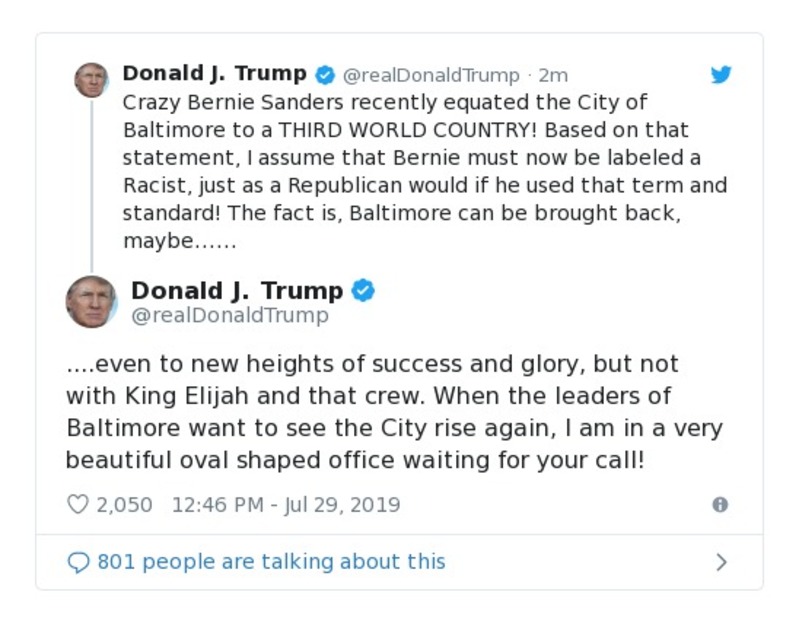 Donald J. Trump @realDonaldTrump · 2m
Crazy Bernie Sanders recently equated the City of
Baltimore to a THIRD WORLD COUNTRY! Based on that
statement, I assume that Bernie must now be labeled a
Racist, just as a Republican would if he used that term and
standard! The fact is, Baltimore can be brought back,
maybe......
Donald J. Trump
@realDonaldTrump
....even to new heights of success and glory, but not
with King Elijah and that crew. When the leaders of
Baltimore want to see the City rise again, I am in a very
beautiful oval shaped office waiting for your call!
2,050 12:46 PM - Jul 29, 2019
801 people are talking about this